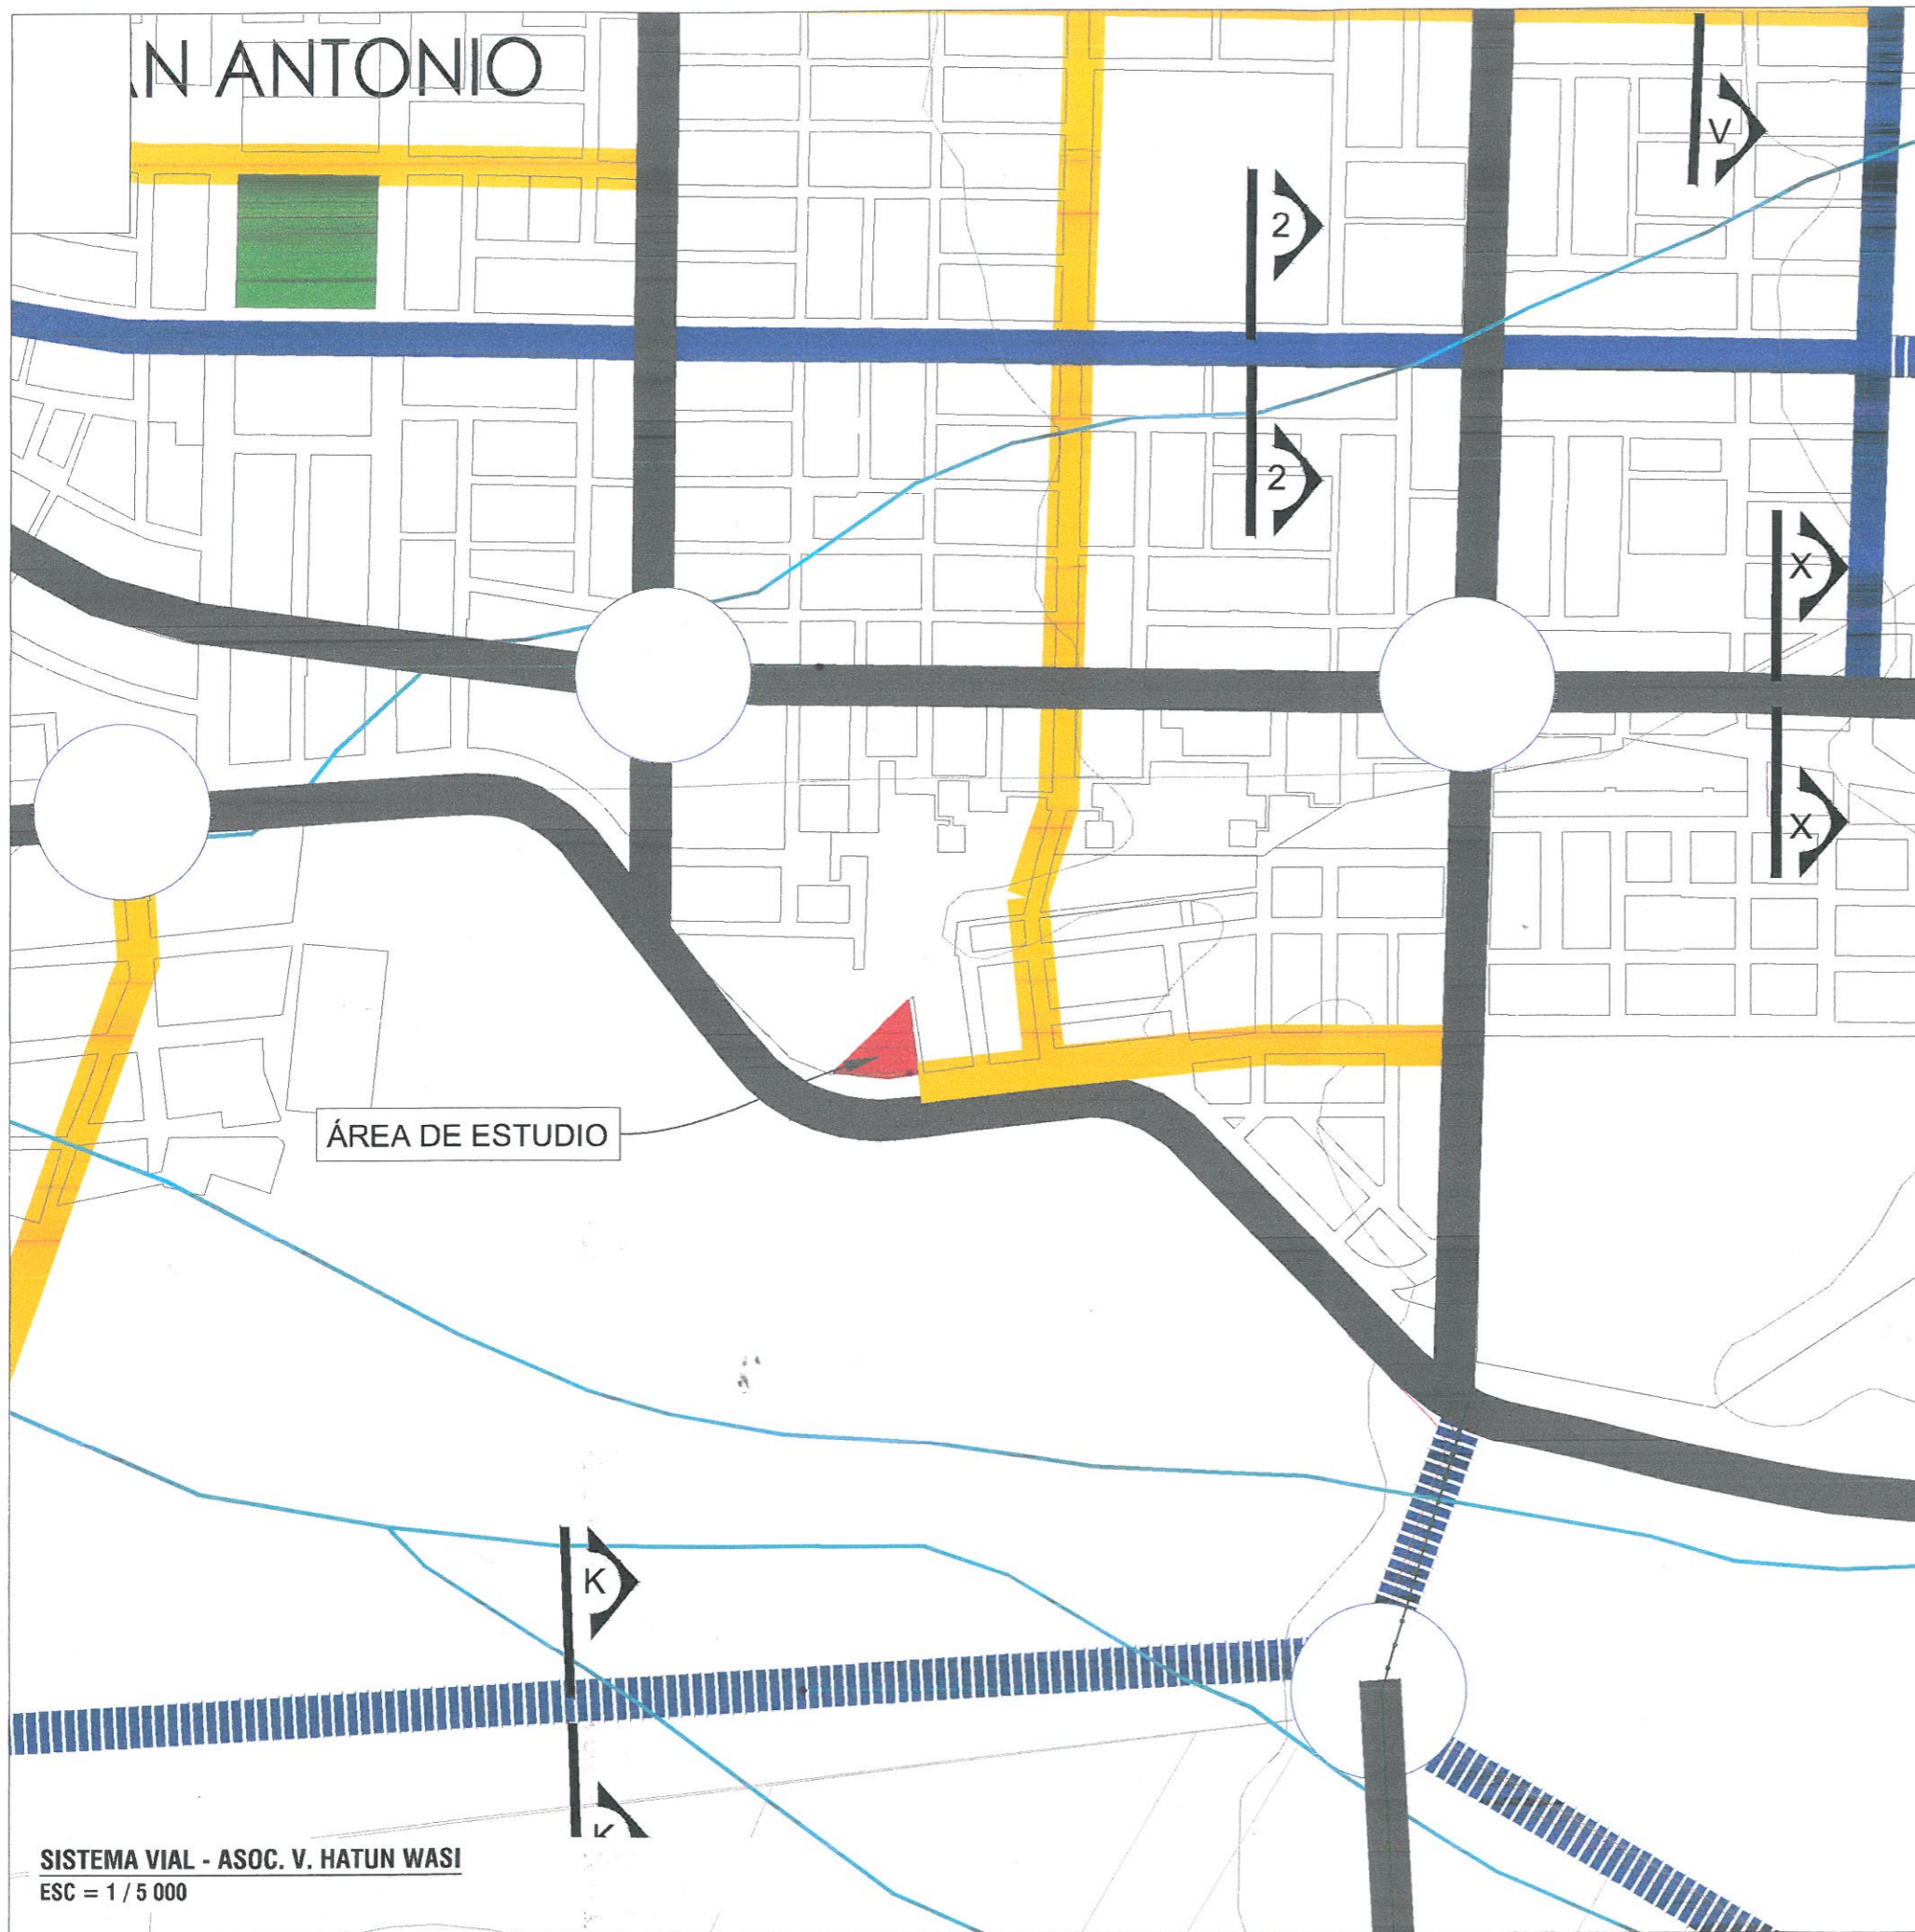 AN ANTONIO
V
2
2
X
X
ÁREA DE ESTUDIO
K
K
SISTEMA VIAL - ASOC. V. HATUN WASI
ESC = 1 / 5 000